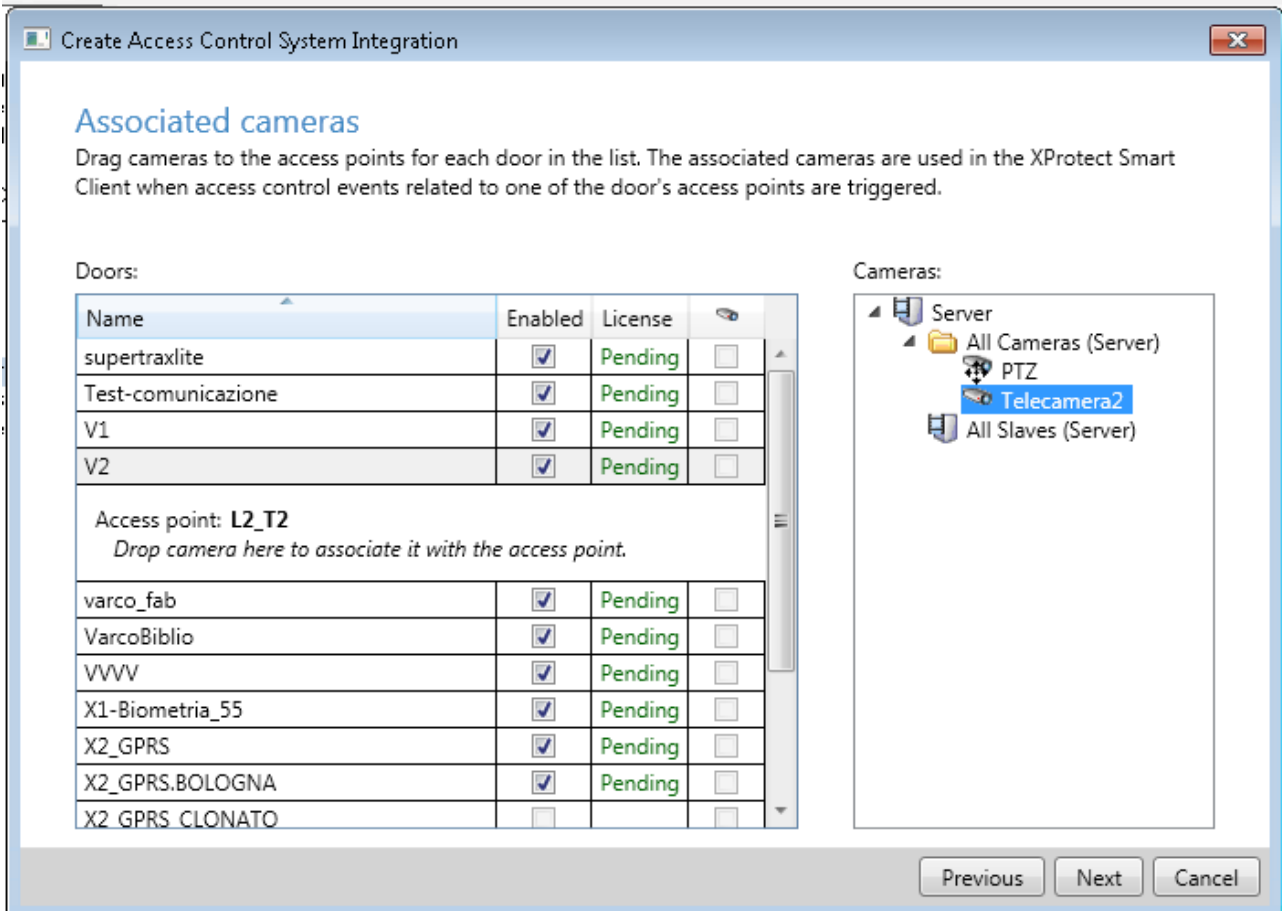 Create Access Control System Integration
Associated cameras
Drag cameras to the access points for each door in the list. The associated cameras are used in the XProtect Smart
Client when access control events related to one of the door's access points are triggered.
Doors:
Name Enabled License
supertraxlite Pending
Test-comunicazione Pending
V1 Pending
V2 Pending
Access point: L2_T2
Drop camera here to associate it with the access point.
varco_fab Pending
VarcoBiblio Pending
VVVV Pending
X1-Biometria_55 Pending
X2_GPRS Pending
X2_GPRS.BOLOGNA Pending
X2_GPRS_CLONATO
Cameras:
Server
All Cameras (Server)
PTZ
Telecamera2
All Slaves (Server)
Previous Next Cancel